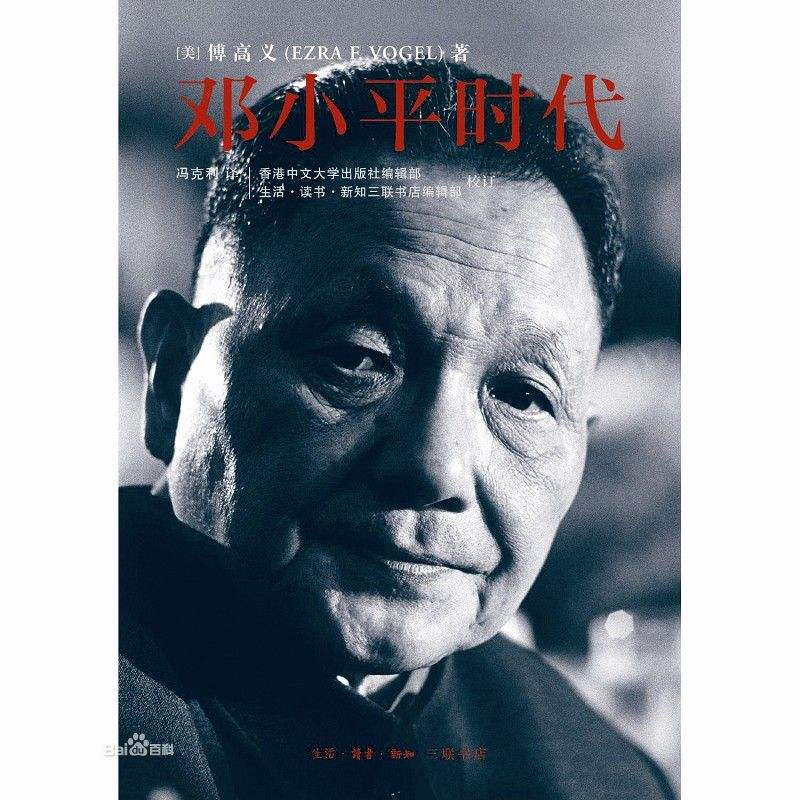 [美] 傅高义 (EZRA F. VOGEL) 著
邓小平时代
冯克利 译
香港中文大学出版社编辑部
生活·读书·新知三联书店编辑部
校订
生活·讀書·新知 三联书店
Baidu百科